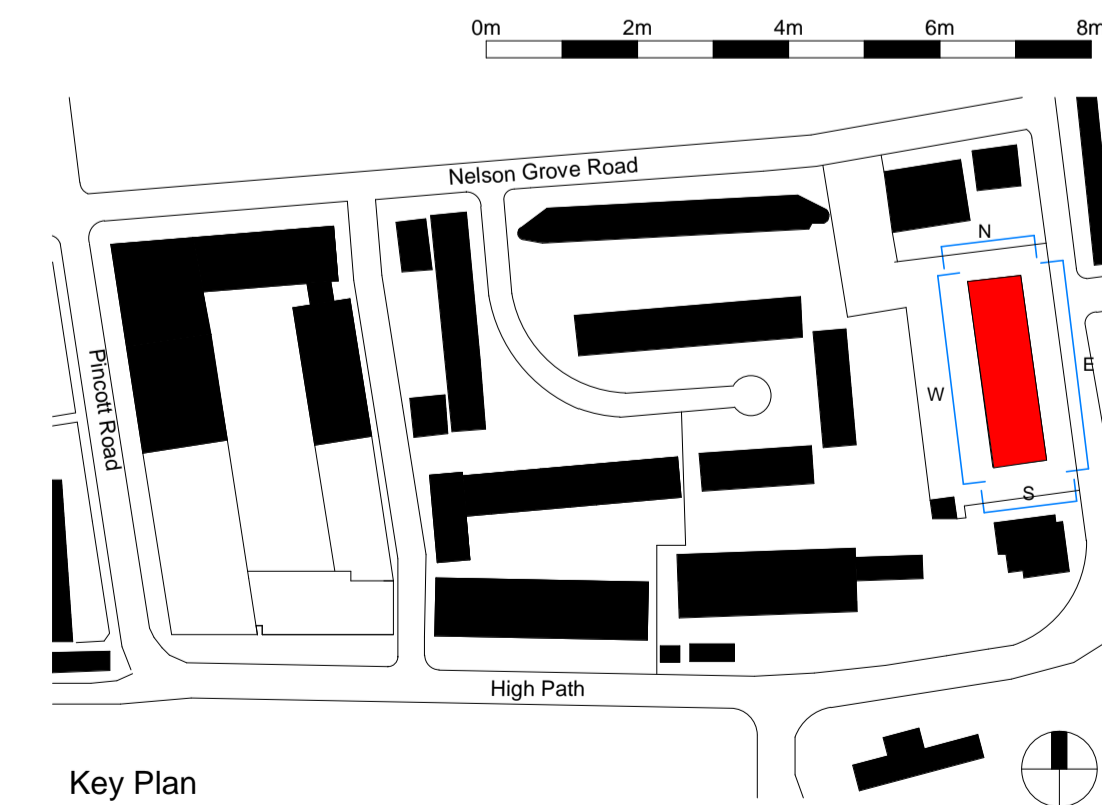 0m 2m 4m 6m 8m
Nelson Grove Road
N
Pincott Road
E
W
S
High Path
Key Plan